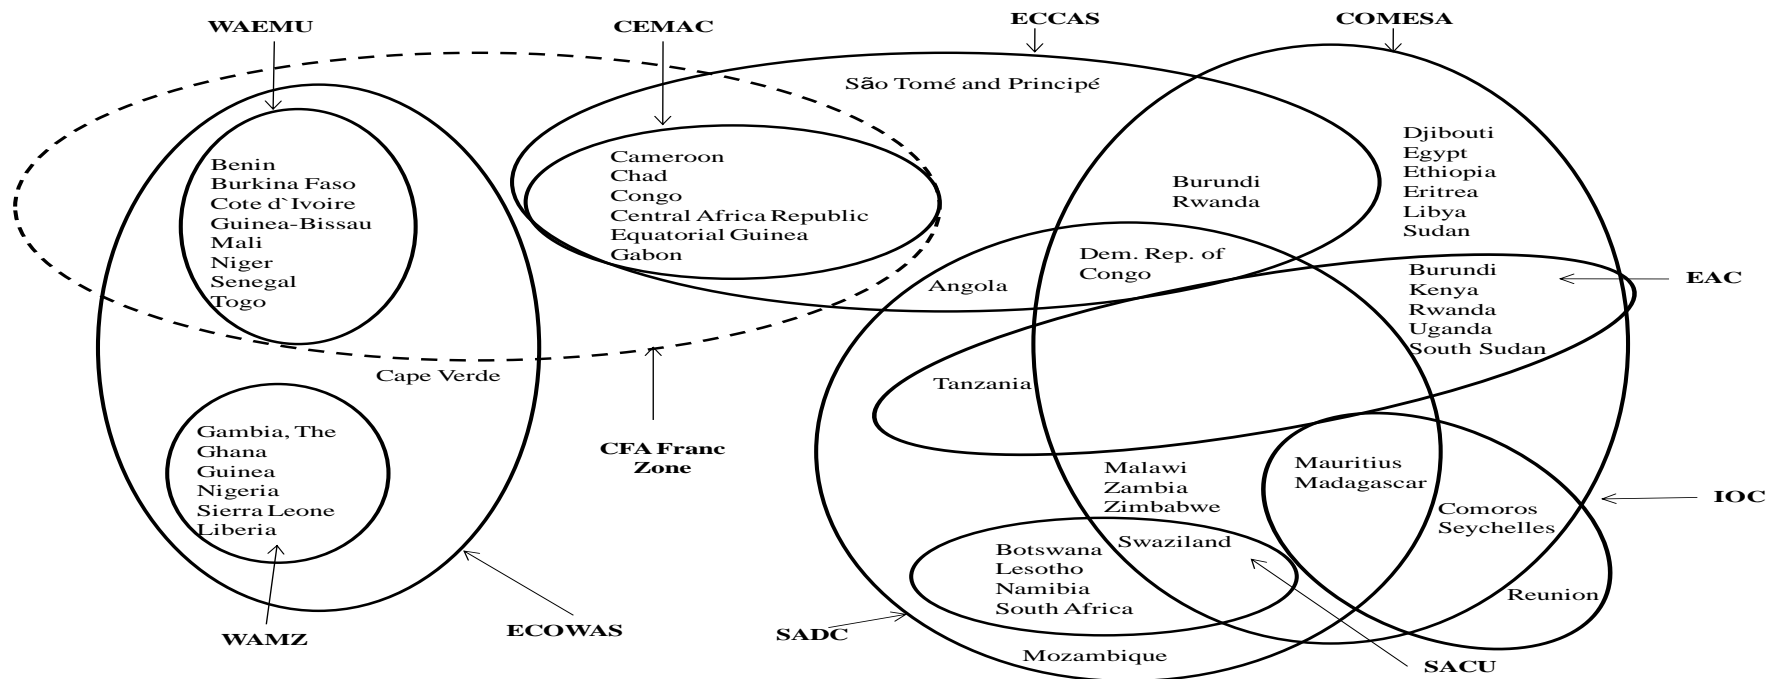 WAEMU
CEMAC
ECCAS
COMESA
São Tomé and Principé
Benin
Burkina Faso
Cote d`Ivoire
Guinea-Bissau
Mali
Niger
Senegal
Togo
Cameroon
Chad
Congo
Central Africa Republic
Equatorial Guinea
Gabon
Burundi
Rwanda
Djibouti
Egypt
Ethiopia
Eritrea
Libya
Sudan
Dem. Rep. of
Congo
Angola
Burundi
Kenya
Rwanda
Uganda
South Sudan
EAC
Cape Verde
Tanzania
Gambia, The
Ghana
Guinea
Nigeria
Sierra Leone
Liberia
CFA Franc
Zone
Malawi
Zambia
Zimbabwe
Mauritius
Madagascar
Comoros
Seychelles
IOC
Botswana
Lesotho
Namibia
South Africa
Swaziland
Reunion
WAMZ
ECOWAS
SADC
Mozambique
SACU